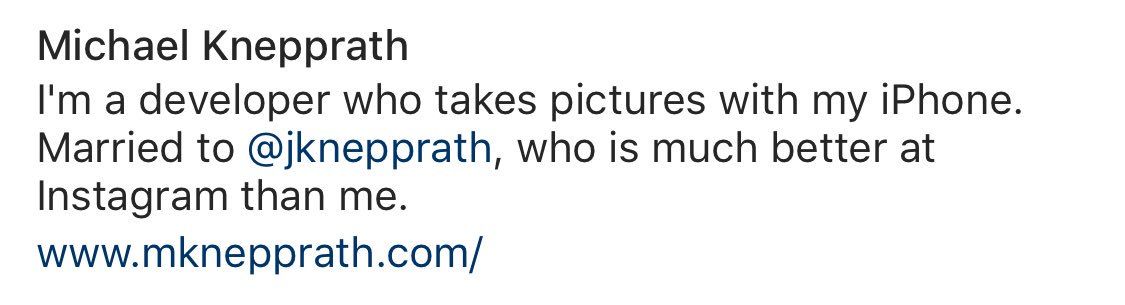 Michael Knepprath
I'm a developer who takes pictures with my iPhone.
Married to @jknepprath, who is much better at
Instagram than me.
www.mknepprath.com/